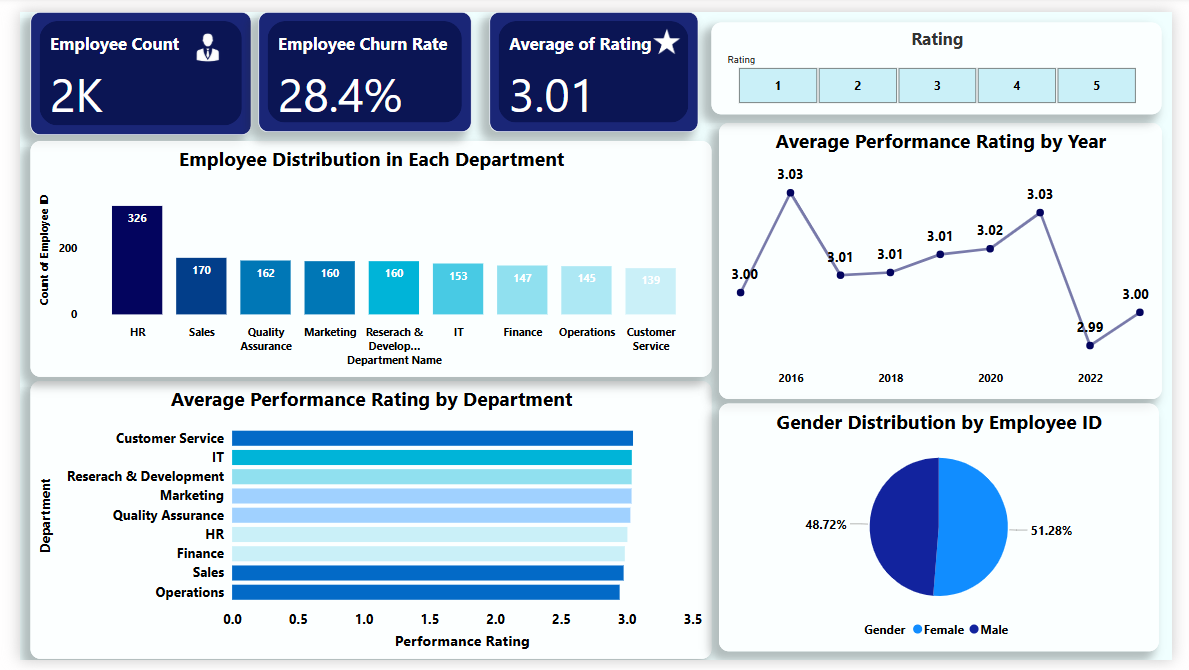 Employee Count
2K
Employee Churn Rate
28.4%
Average of Rating
3.01
Rating
Rating
1 2 3 4 5
Employee Distribution in Each Department
Count of Employee ID
200
0
326
170
162
160
160
153
147
145
139
HR
Sales
Quality
Assurance
Marketing
Reserach &
Develop...
IT
Finance
Operations
Customer
Service
Department Name
Average Performance Rating by Year
3.00
3.03
3.01
3.01
3.01
3.02
3.03
2.99
3.00
2016 2018 2020 2022
Average Performance Rating by Department
Department
Customer Service
IT
Reserach & Development
Marketing
Quality Assurance
HR
Finance
Sales
Operations
0.0 0.5 1.0 1.5 2.0 2.5 3.0 3.5
Performance Rating
Gender Distribution by Employee ID
48.72%
51.28%
Gender Female Male